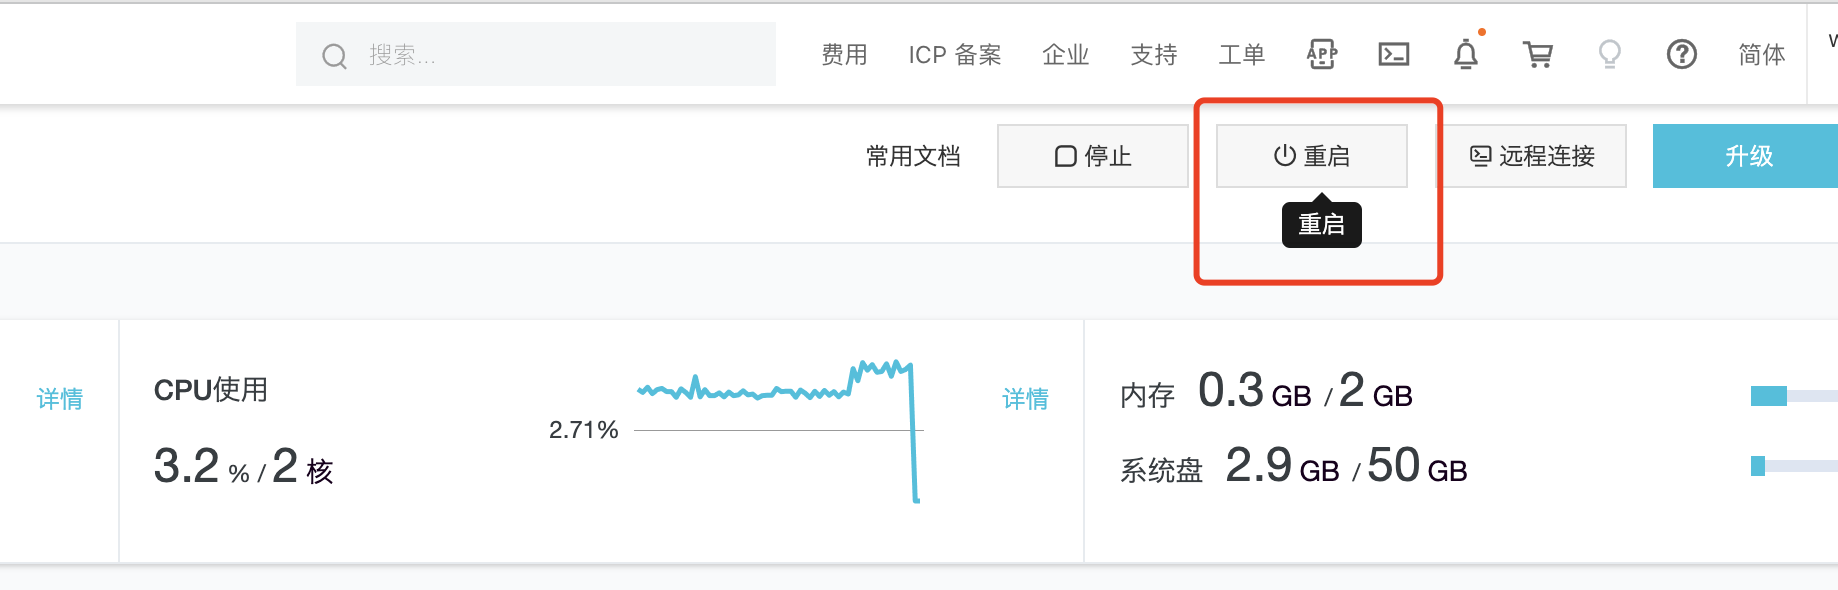 搜索...
费用
ICP 备案
企业
支持
工单
APP
简体
常用文档
停止
重启
远程连接
升级
重启
详情
CPU使用
3.2 % / 2 核
2.71%
详情
内存 0.3 GB / 2 GB
系统盘 2.9 GB / 50 GB